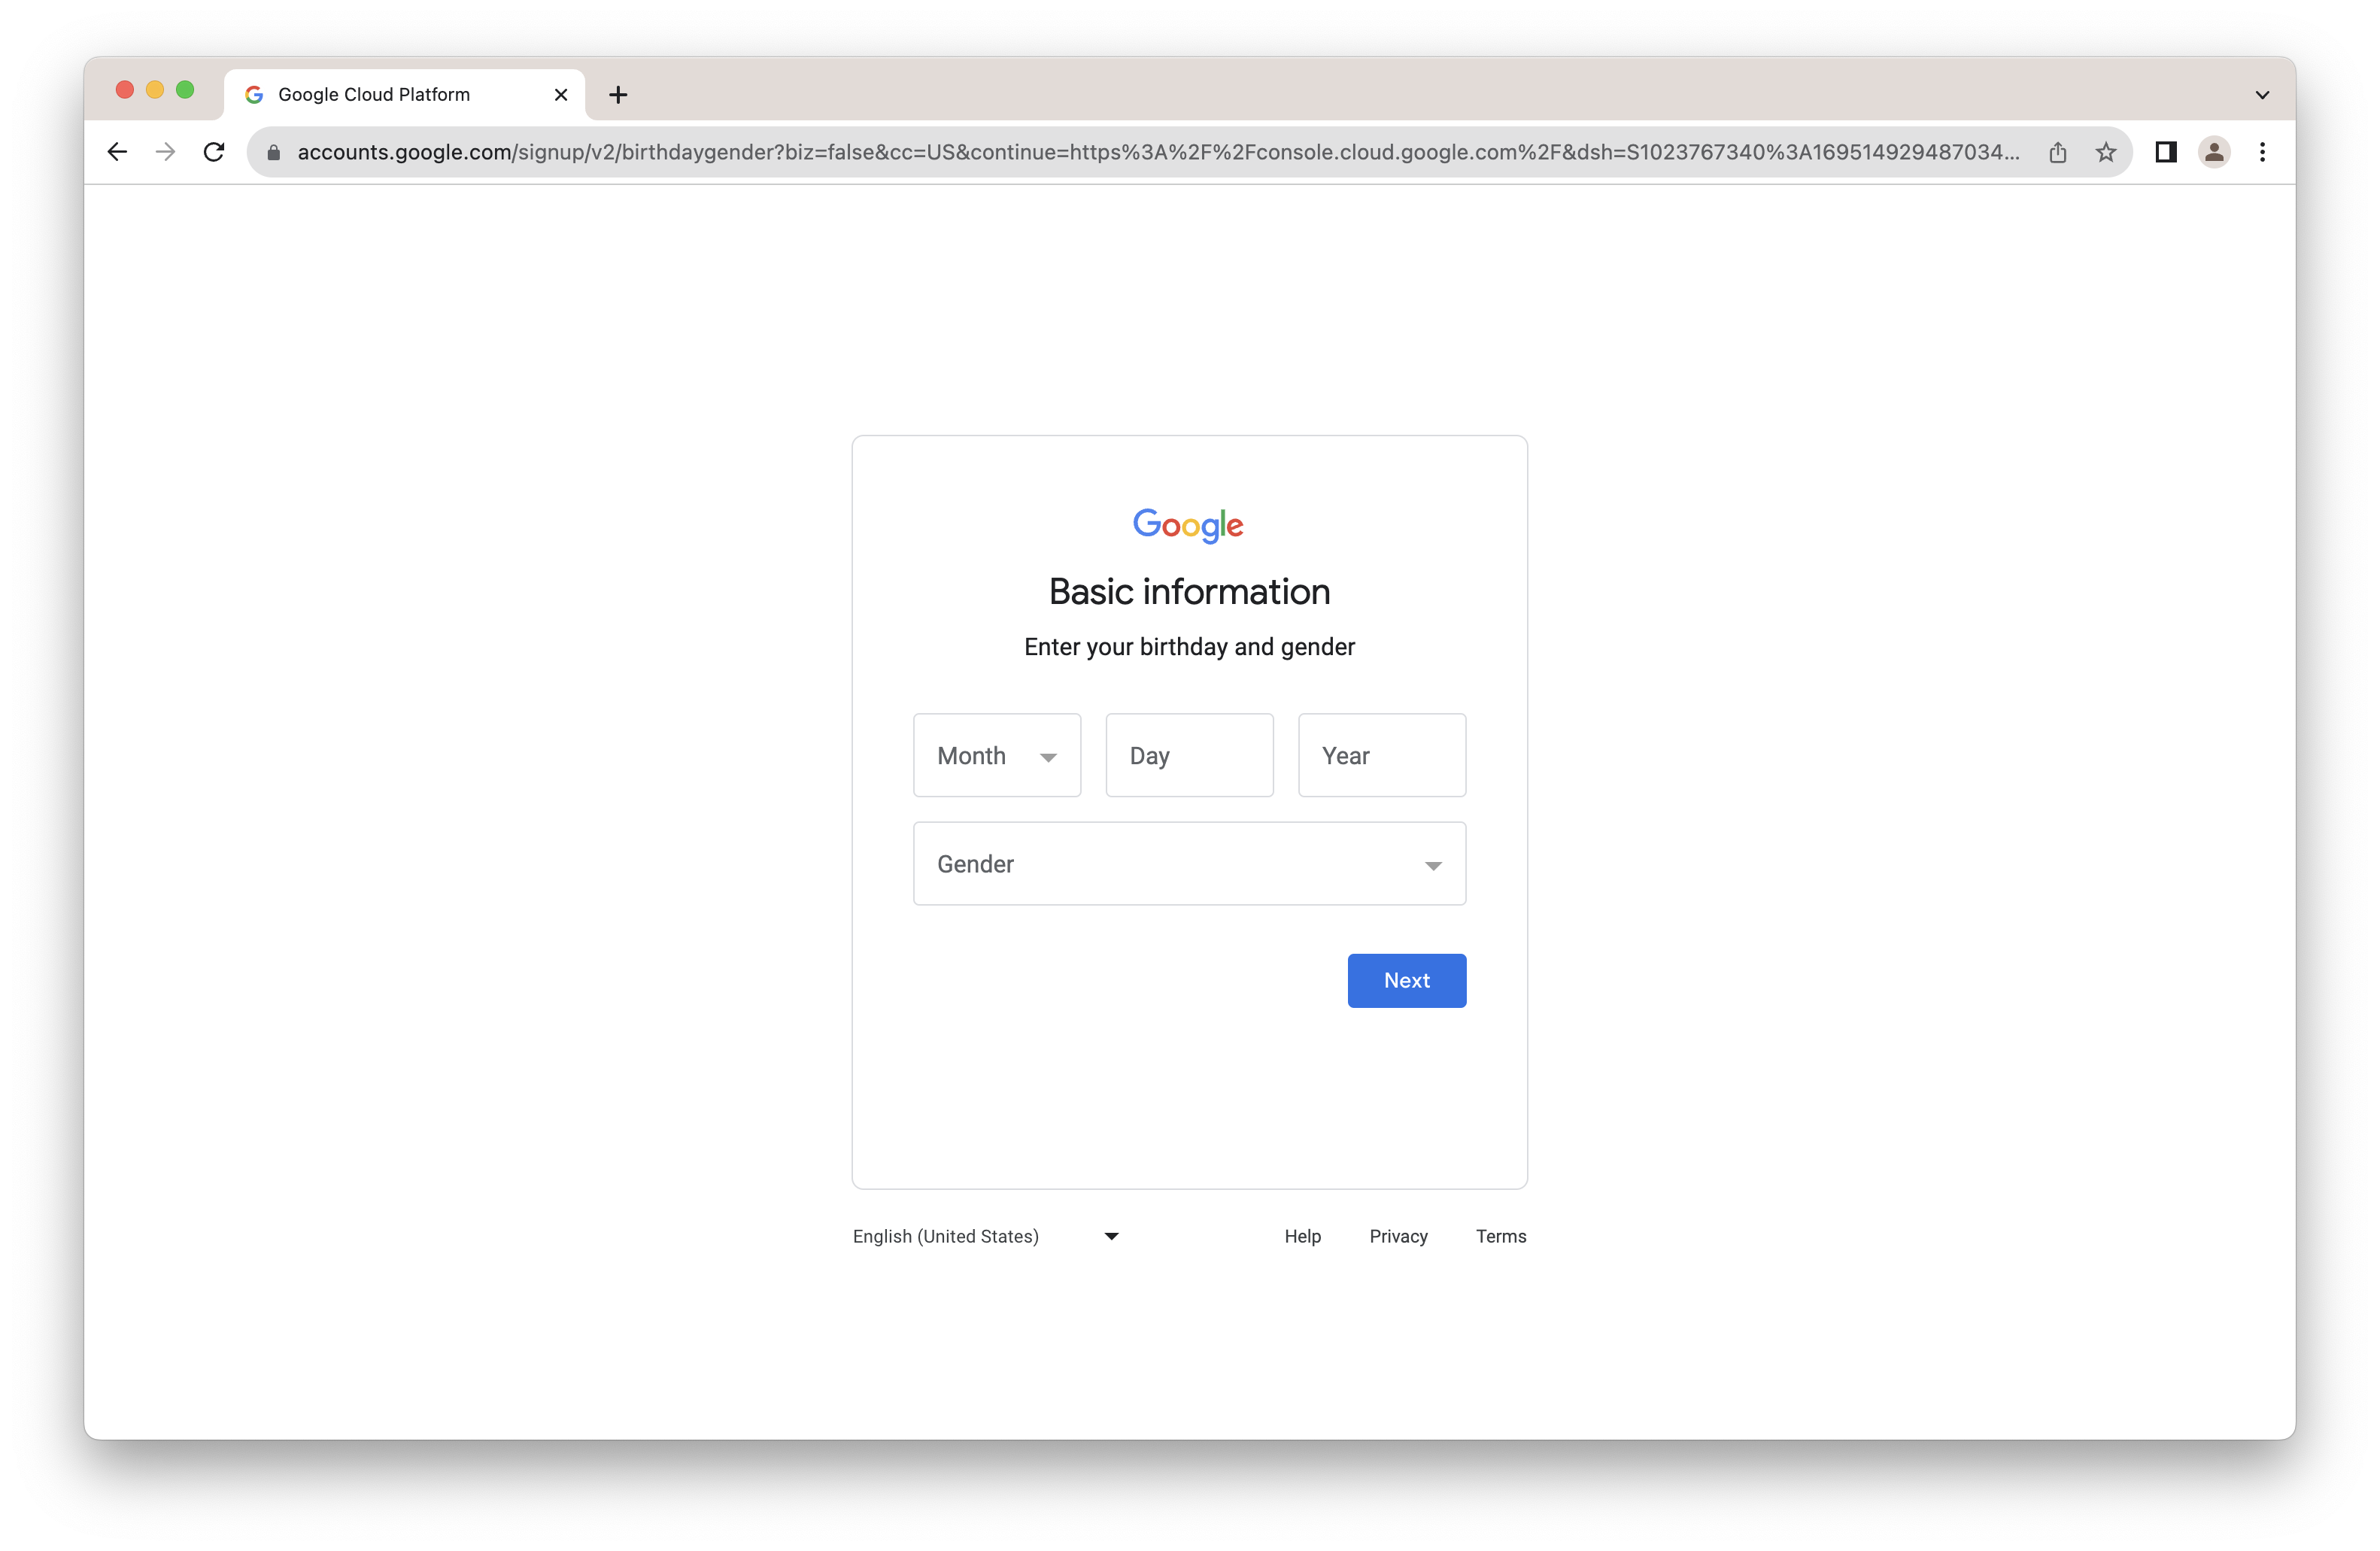 Google Cloud Platform
accounts.google.com/signup/v2/birthdaygender?biz=false&cc=US&continue=https%3A%2F%2Fconsole.cloud.google.com%2F&dsh=S1023767340%3A169514929487034...
Google
Basic information
Enter your birthday and gender
Month Day Year
Gender
Next
English (United States) Help Privacy Terms